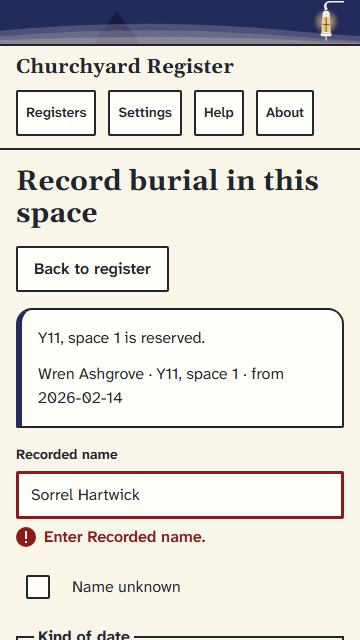 Churchyard Register
Registers
Settings
Help
About
Record burial in this
space
Back to register
Y11, space 1 is reserved.
Wren Ashgrove · Y11, space 1 · from
2026-02-14
Recorded name
Sorrel Hartwick
Enter Recorded name.
Name unknown
Kind of date